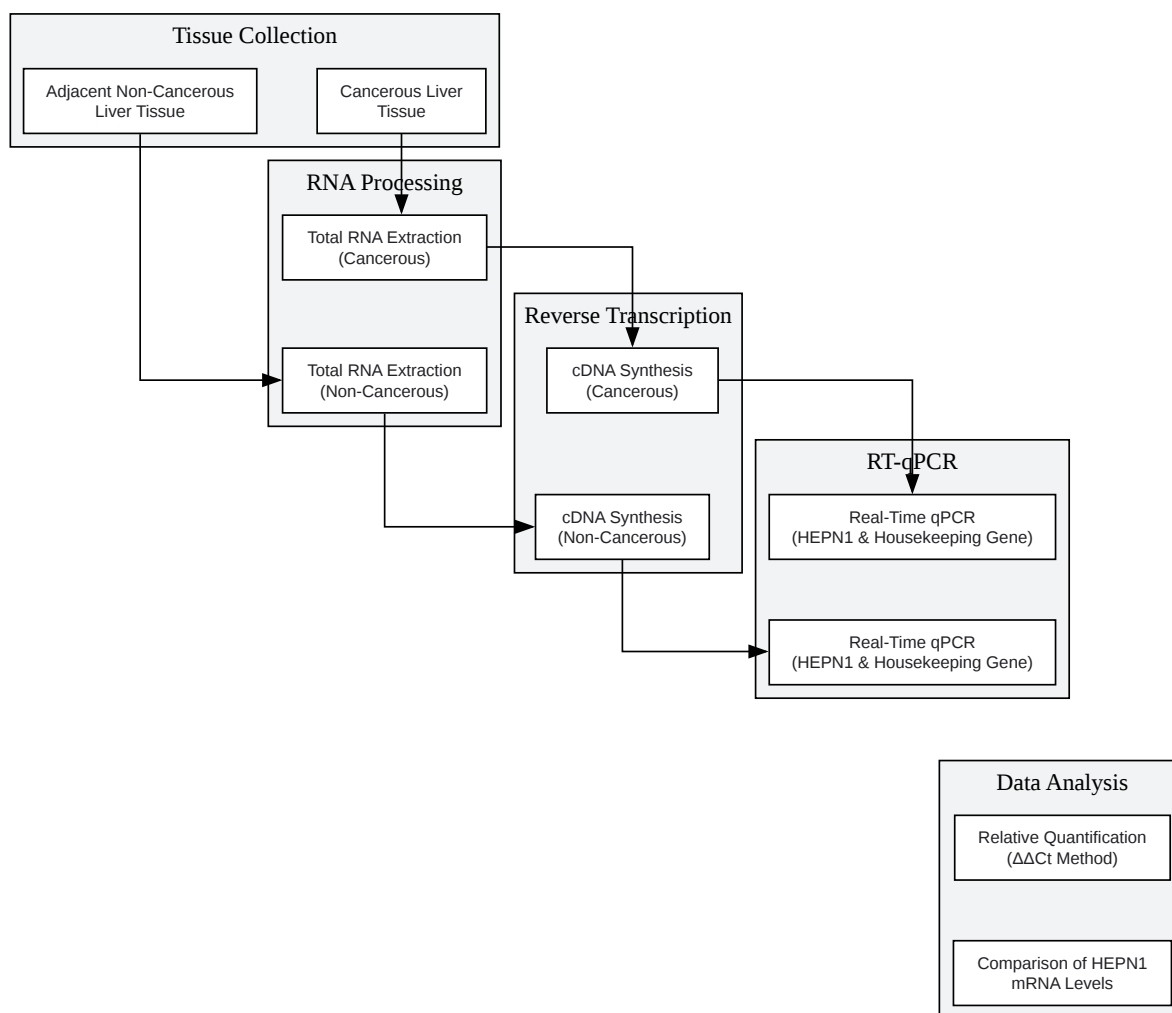 Tissue Collection
Adjacent Non-Cancerous
Liver Tissue
Cancerous Liver
Tissue
RNA Processing
Total RNA Extraction
(Cancerous)
Total RNA Extraction
(Non-Cancerous)
Reverse Transcription
cDNA Synthesis
(Cancerous)
cDNA Synthesis
(Non-Cancerous)
RT-qPCR
Real-Time qPCR
(HEPN1 & Housekeeping Gene)
Real-Time qPCR
(HEPN1 & Housekeeping Gene)
Data Analysis
Relative Quantification
(ΔΔCt Method)
Comparison of HEPN1
mRNA Levels